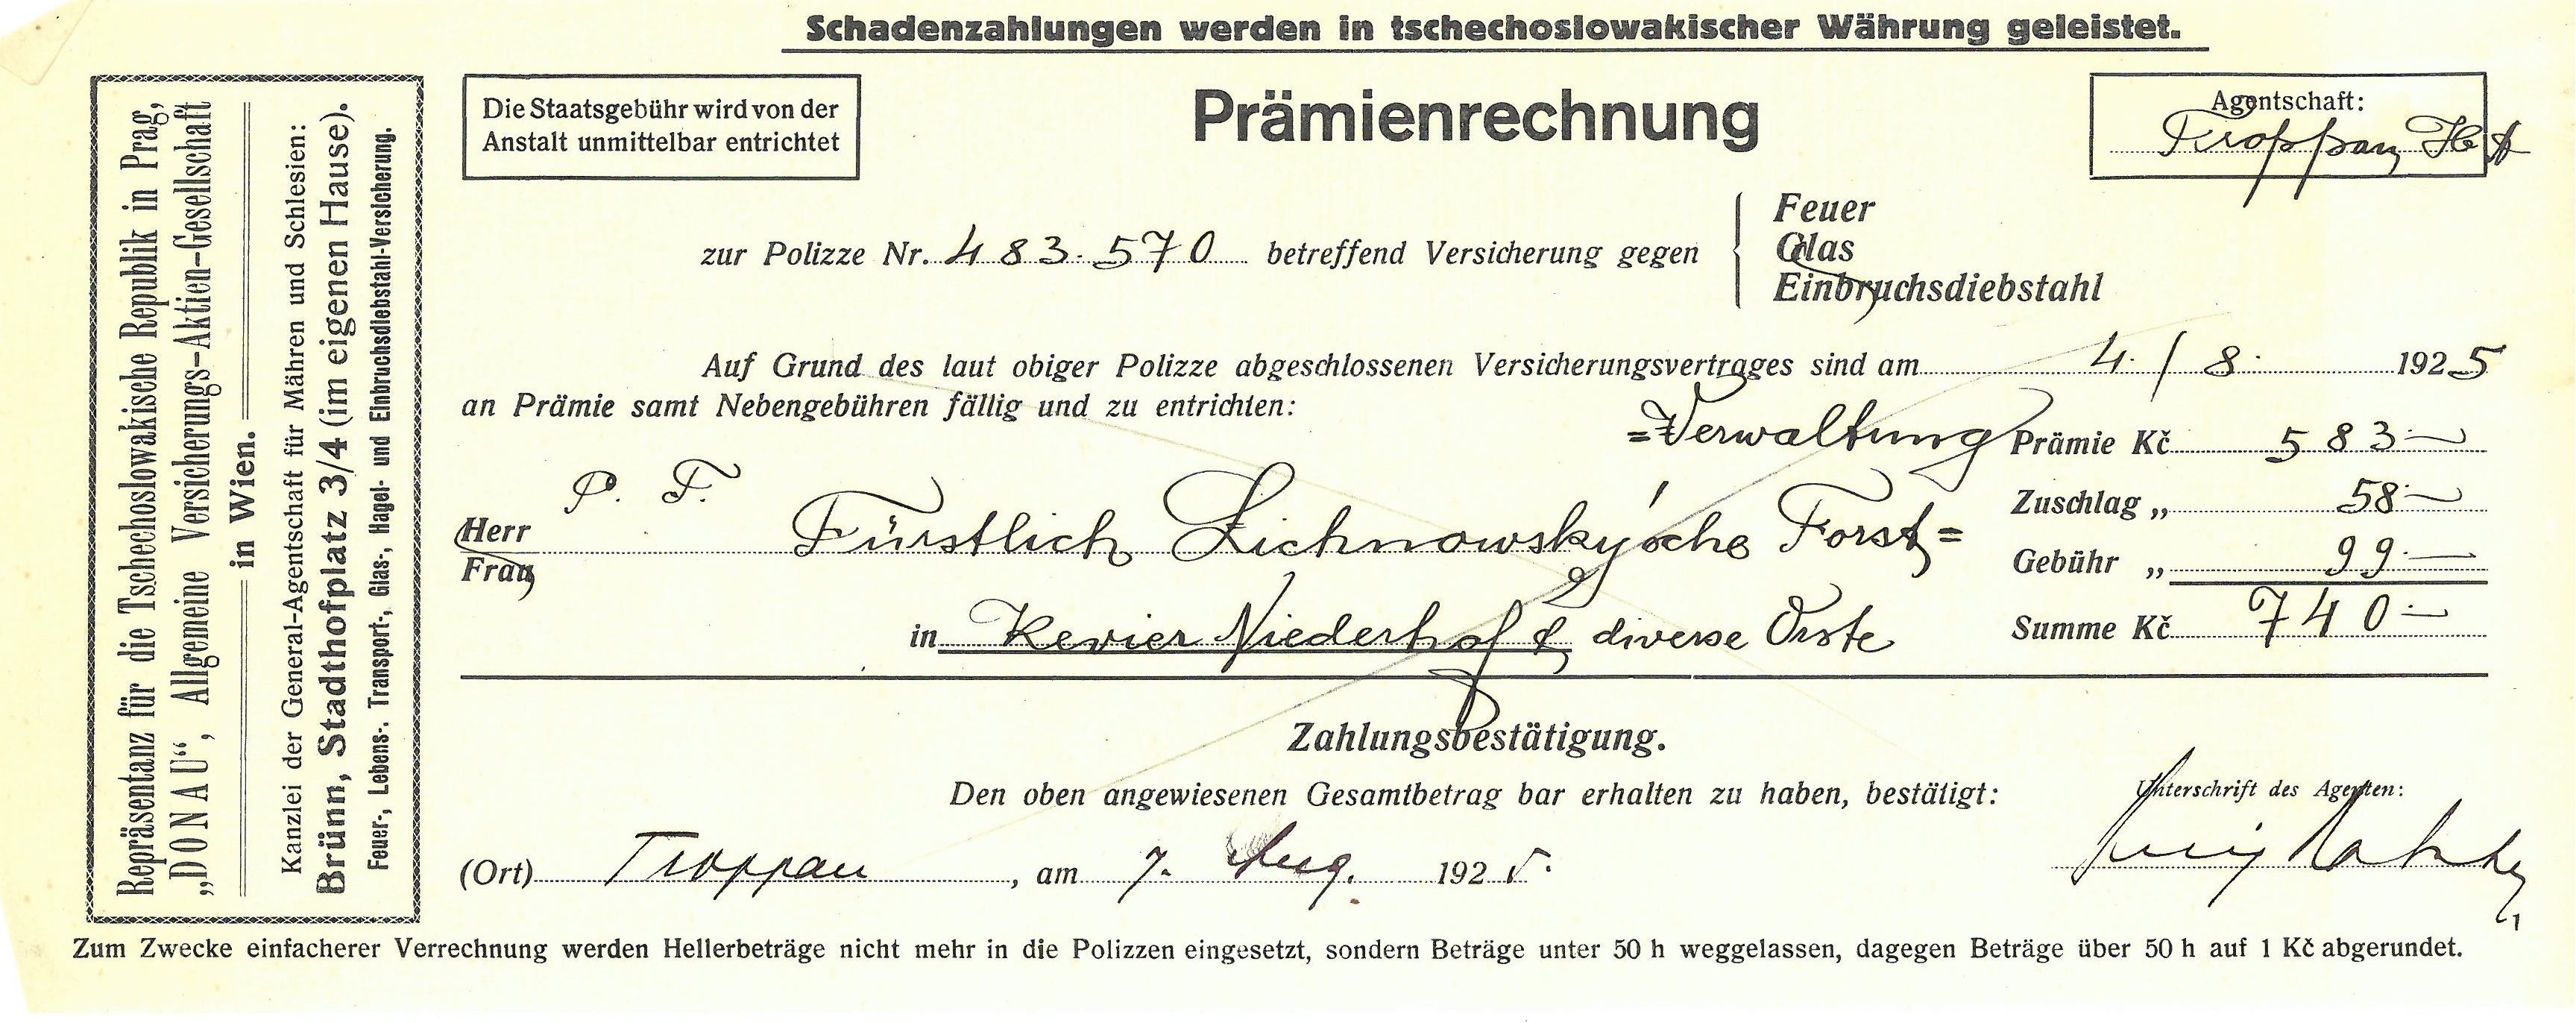 Schadenzahlungen werden in tschechoslowakischer Währung geleistet.
Repräsentanz für die Tschechoslowakische Republik in Prag,
„DONAU“, Allgemeine Versicherungs-Aktien-Gesellschaft
in Wien.
Kanzlei der General-Agentschaft für Mähren und Schlesien:
Brünn, Stadthofplatz 3/4 (im eigenen Hause).
Feuer-, Lebens-, Transport-, Glas-, Hagel- und Einbruchsdiebstahl-Versicherung.
Die Staatsgebühr wird von der
Anstalt unmittelbar entrichtet
Prämienrechnung
Agentschaft:
Troppau
zur Polizze Nr. 483.570 betreffend Versicherung gegen
Feuer
Glas
Einbruchsdiebstahl
Auf Grund des laut obiger Polizze abgeschlossenen Versicherungsvertrages sind am 4./8. 1925
an Prämie samt Nebengebühren fällig und zu entrichten:
=Verwaltung
Prämie Kč 583.—
P. T.
Herr
Frau
Fürstlich Lichnowsky'sche Forst=
Zuschlag „ 58.—
Gebühr „ 99.—
in Revier Niederhof & diverse Orste
Summe Kč 740.—
Zahlungsbestätigung.
Den oben angewiesenen Gesamtbetrag bar erhalten zu haben, bestätigt:
Unterschrift des Agenten:
(Ort) Troppau, am 7. Aug. 1925.
Zum Zwecke einfacherer Verrechnung werden Hellerbeträge nicht mehr in die Polizzen eingesetzt, sondern Beträge unter 50 h weggelassen, dagegen Beträge über 50 h auf 1 Kč abgerundet.